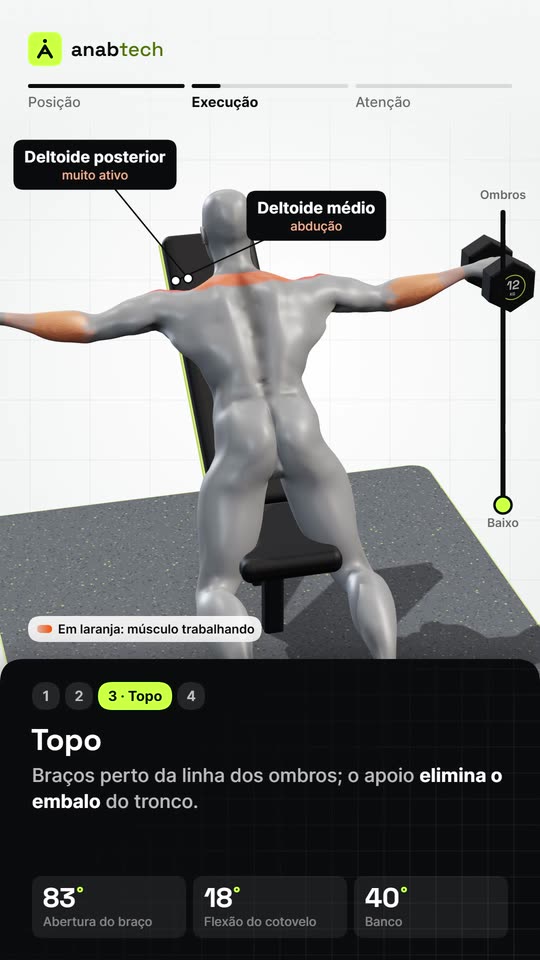 anabtech
Posição
Execução
Atenção
Deltoide posterior
muito ativo
Deltoide médio
abdução
Ombros
12
KG
Baixo
Em laranja: músculo trabalhando
1
2
3 · Topo
4
Topo
Braços perto da linha dos ombros; o apoio elimina o
embalo do tronco.
83°
Abertura do braço
18°
Flexão do cotovelo
40°
Banco